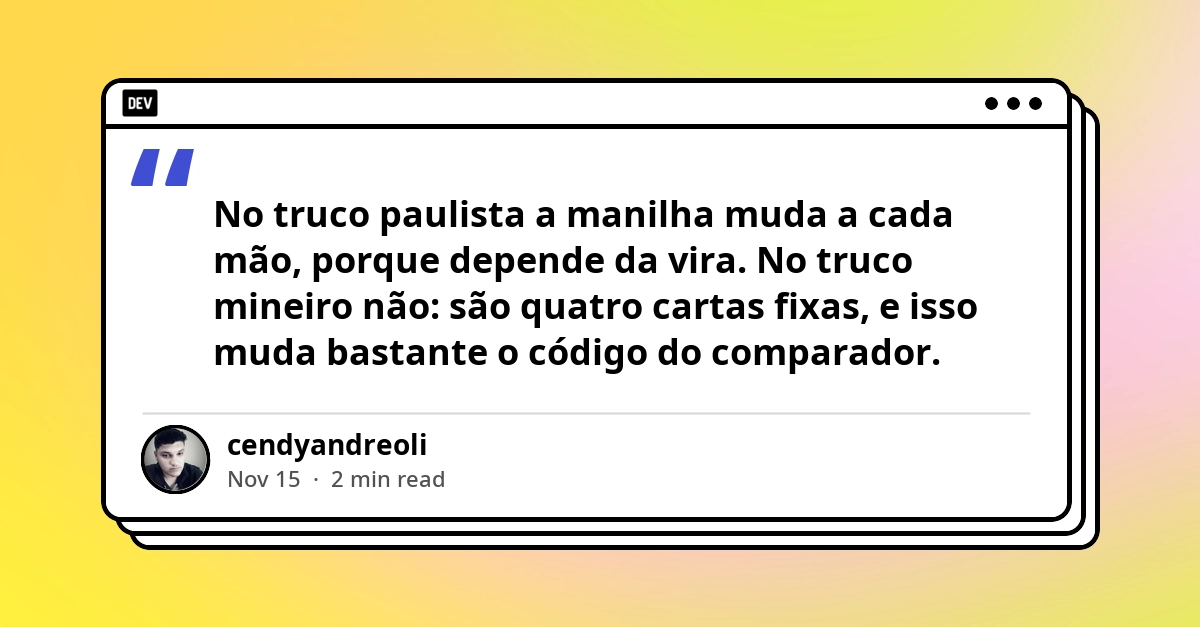 DEV
No truco paulista a manilha muda a cada
mão, porque depende da vira. No truco
mineiro não: são quatro cartas fixas, e isso
muda bastante o código do comparador.
cendyandreoli
Nov 15 · 2 min read